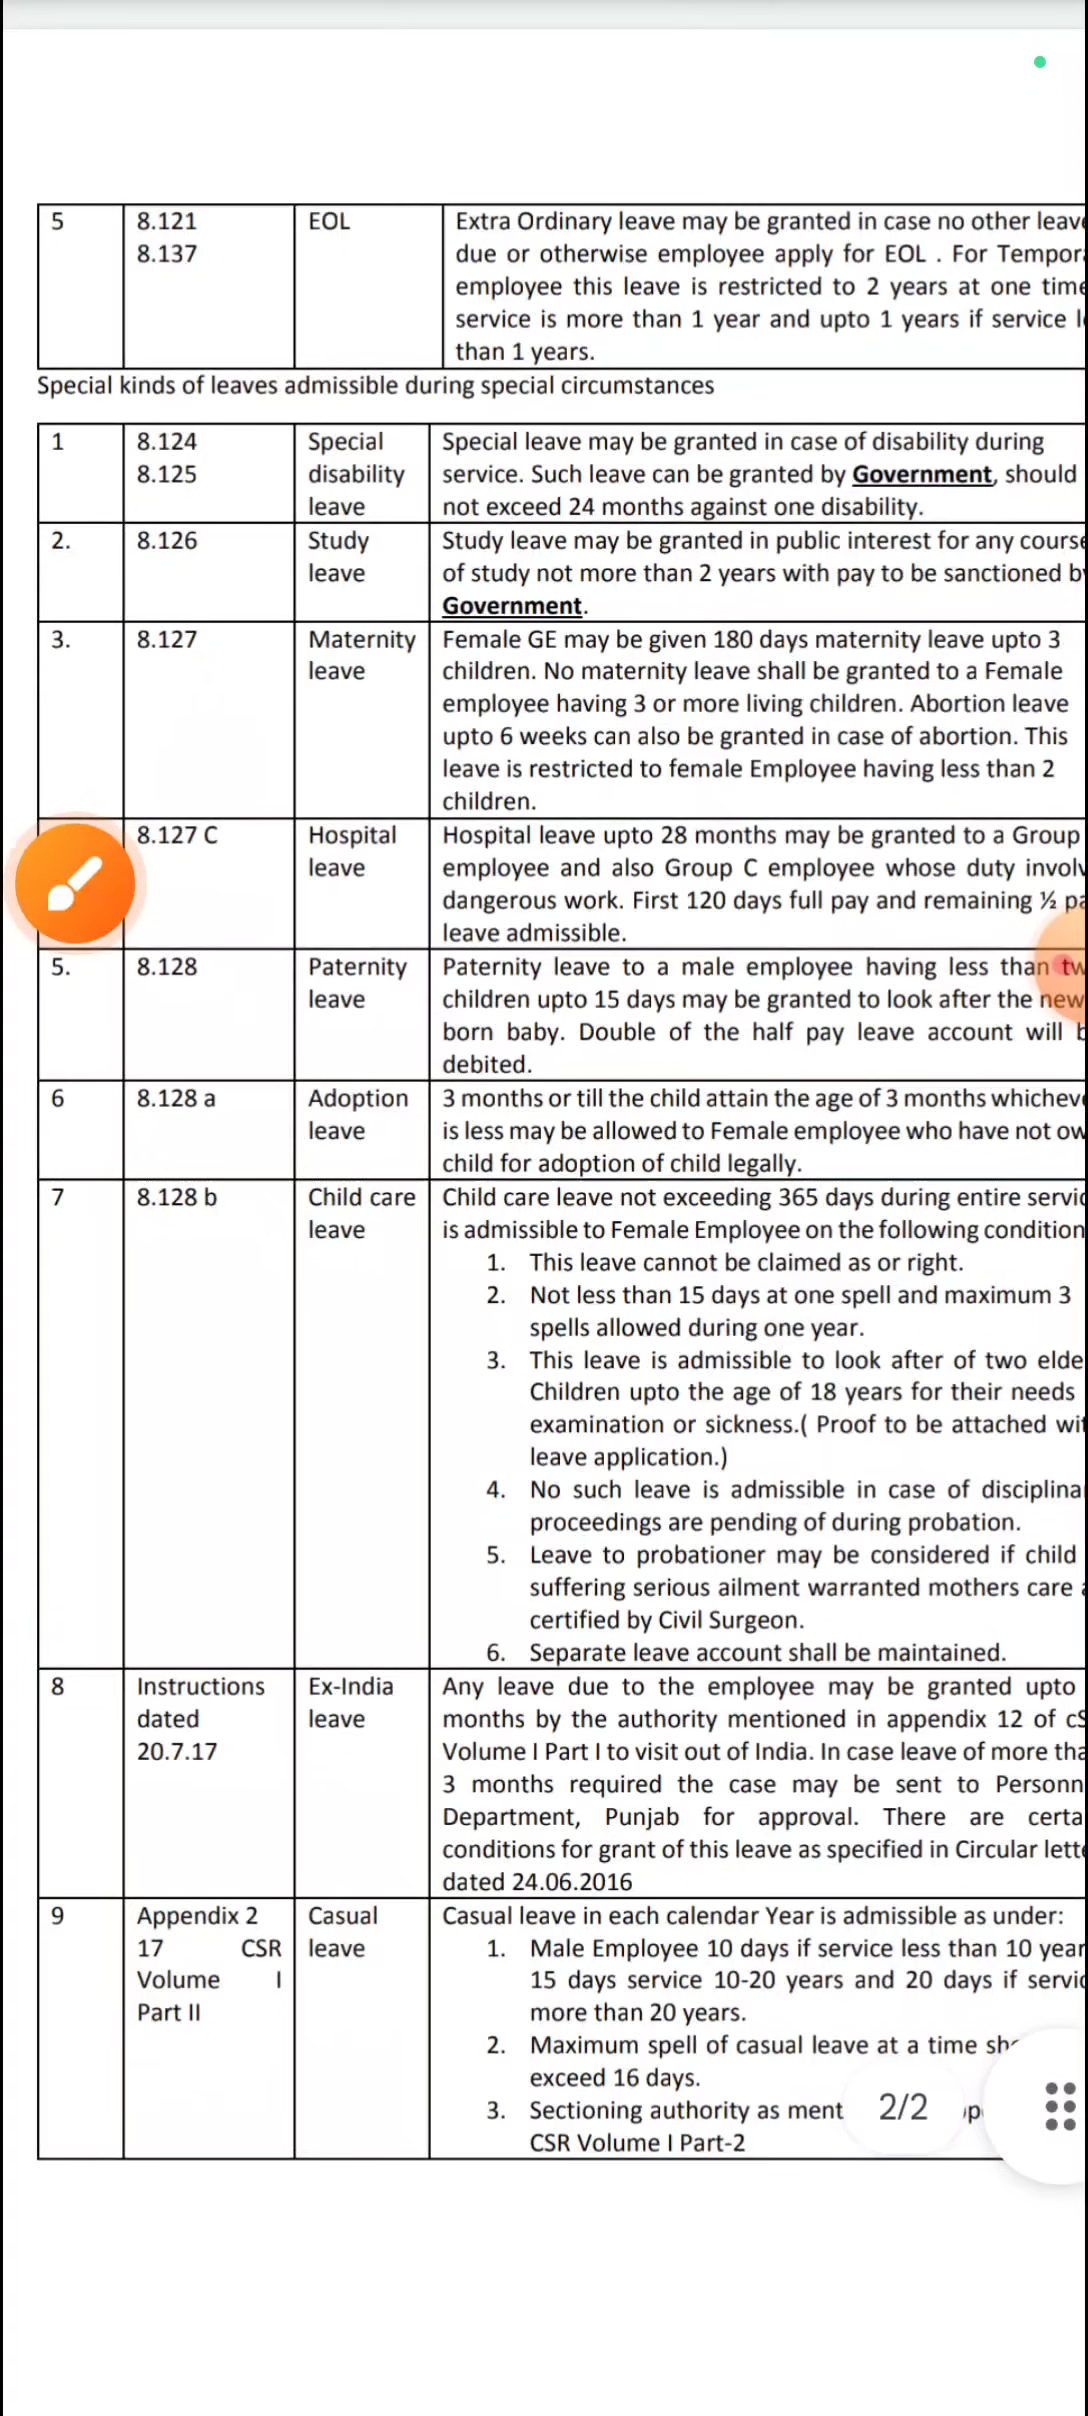 5 8.121 EOL Extra Ordinary leave may be granted in case no other
8.137 due or otherwise employee apply for EOL . For
employee this leave is restricted to 2 years at one
service is more than 1 year and upto 1 years if service
than 1 years.
Special kinds of leaves admissible during special circumstances
1 8.124 Special Special leave may be granted in case of disability during
8.125 disability service. Such leave can be granted by Government, should
leave not exceed 24 months against one disability.
2. 8.126 Study Study leave may be granted in public interest for any
leave of study not more than 2 years with pay to be sanctioned
Government.
3. 8.127 Maternity Female GE may be given 180 days maternity leave upto 3
leave children. No maternity leave shall be granted to a Female
employee having 3 or more living children. Abortion leave
upto 6 weeks can also be granted in case of abortion. This
leave is restricted to female Employee having less than 2
children.
8.127 C Hospital Hospital leave upto 28 months may be granted to a Group
leave employee and also Group C employee whose duty
dangerous work. First 120 days full pay and remaining ½
leave admissible.
5. 8.128 Paternity Paternity leave to a male employee having less than
leave children upto 15 days may be granted to look after the new
born baby. Double of the half pay leave account will
debited.
6 8.128 a Adoption 3 months or till the child attain the age of 3 months
leave is less may be allowed to Female employee who have not
child for adoption of child legally.
7 8.128 b Child care Child care leave not exceeding 365 days during entire
leave is admissible to Female Employee on the following
1. This leave cannot be claimed as or right.
2. Not less than 15 days at one spell and maximum 3
spells allowed during one year.
3. This leave is admissible to look after of two
Children upto the age of 18 years for their needs
examination or sickness.( Proof to be attached
leave application.)
4. No such leave is admissible in case of
proceedings are pending of during probation.
5. Leave to probationer may be considered if child
suffering serious ailment warranted mothers care
certified by Civil Surgeon.
6. Separate leave account shall be maintained.
8 Instructions Ex-India Any leave due to the employee may be granted upto
dated leave months by the authority mentioned in appendix 12 of
20.7.17 Volume I Part I to visit out of India. In case leave of more
3 months required the case may be sent to
Department, Punjab for approval. There are
conditions for grant of this leave as specified in Circular
dated 24.06.2016
9 Appendix 2 Casual Casual leave in each calendar Year is admissible as under:
17 CSR leave 1. Male Employee 10 days if service less than 10
Volume I 15 days service 10-20 years and 20 days if
Part II more than 20 years.
2. Maximum spell of casual leave at a time
exceed 16 days.
3. Sectioning authority as 2/2
CSR Volume I Part-2